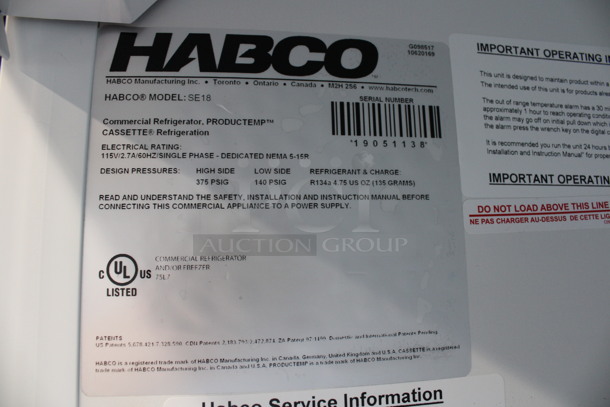 HABCO
G098517
10620169
HABCO Manufacturing Inc. • Toronto • Ontario • Canada • M2H 2S6 • www.habcotech.com
HABCO® MODEL: SE18
SERIAL NUMBER
Commercial Refrigerator, PRODUCTEMP™
CASSETTE® Refrigeration
*19051138*
ELECTRICAL RATING:
115V/2.7A/60HZ/SINGLE PHASE - DEDICATED NEMA 5-15R
DESIGN PRESSURES: HIGH SIDE LOW SIDE REFRIGERANT & CHARGE:
375 PSIG 140 PSIG R134a 4.75 US OZ (135 GRAMS)
READ AND UNDERSTAND THE SAFETY, INSTALLATION AND INSTRUCTION MANUAL BEFORE
CONNECTING THIS COMMERCIAL APPLIANCE TO A POWER SUPPLY.
AUCTION GROUP
C UL US
LISTED
COMMERCIAL REFRIGERATOR
AND/OR FREEZER
PATENTS
Domestic and International Patents Pending
HABCO is a registered trade mark of HABCO Manufacturing Inc. in Canada, Germany, United Kingdom and U.S.A. CASSETTE is a registered
trade mark of HABCO Manufacturing Inc. in Canada and U.S.A. PRODUCTEMP is a trade mark of HABCO Manufacturing Inc.
Habco Service Information
IMPORTANT OPERATING
This unit is designed to maintain product within a
The intended use of this unit is for products
The out of range temperature alarm has a 30
approximately 1 hour to reach operating
the alarm may go off on initial pull down which
the alarm press the wrench key on the digital
It is recommended you run the unit 24 hours
Installation and Instruction Manual" for
IMPORTANT
DO NOT LOAD ABOVE THIS LINE
NE PAS CHARGER AU-DESSUS DE CETTE